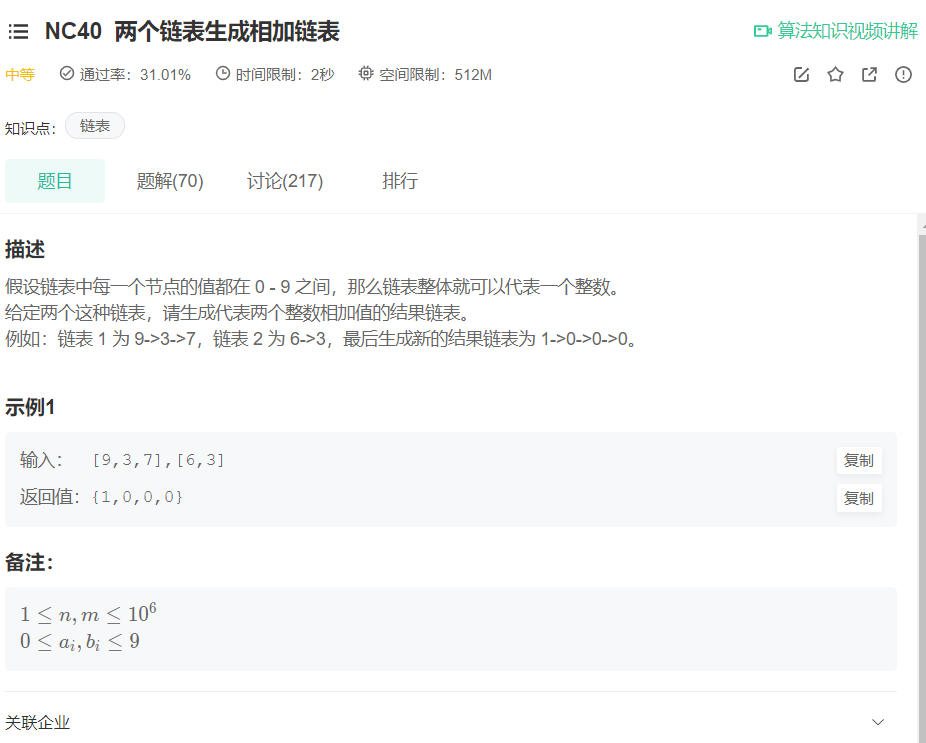 NC40 两个链表生成相加链表 算法知识视频讲解
中等 通过率：31.01% 时间限制：2秒 空间限制：512M
知识点： 链表
题目 题解(70) 讨论(217) 排行
描述
假设链表中每一个节点的值都在 0 - 9 之间，那么链表整体就可以代表一个整数。
给定两个这种链表，请生成代表两个整数相加值的结果链表。
例如：链表 1 为 9->3->7，链表 2 为 6->3，最后生成新的结果链表为 1->0->0->0。
示例1
输入： [9,3,7],[6,3] 复制
返回值： {1,0,0,0} 复制
备注：
1 ≤ n, m ≤ 10⁶
0 ≤ aᵢ, bᵢ ≤ 9
关联企业